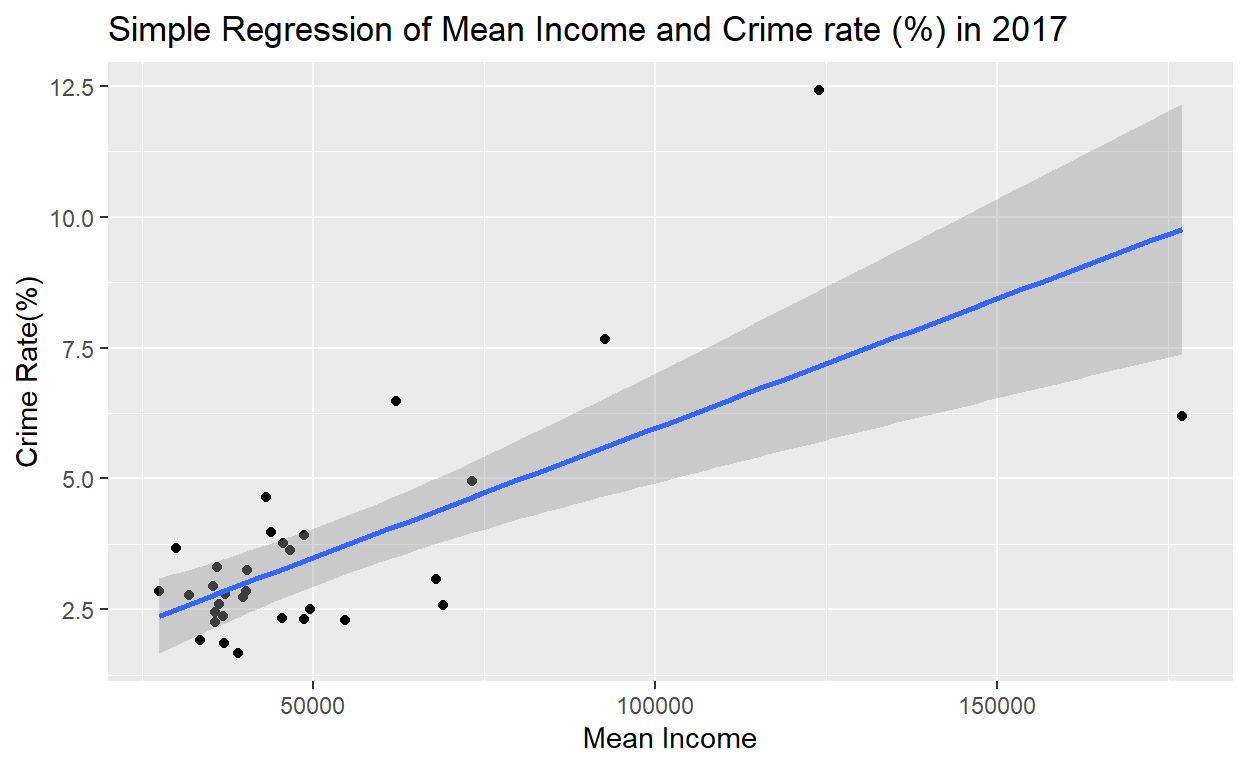 Simple Regression of Mean Income and Crime rate (%) in 2017
12.5
10.0
7.5
5.0
2.5
Crime Rate(%)
50000
100000
150000
Mean Income